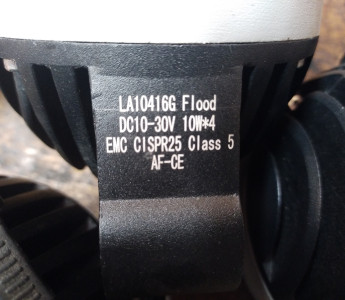 LA10416G Flood
DC10-30V 10W*4
EMC CISPR25 Class 5
AF-CE